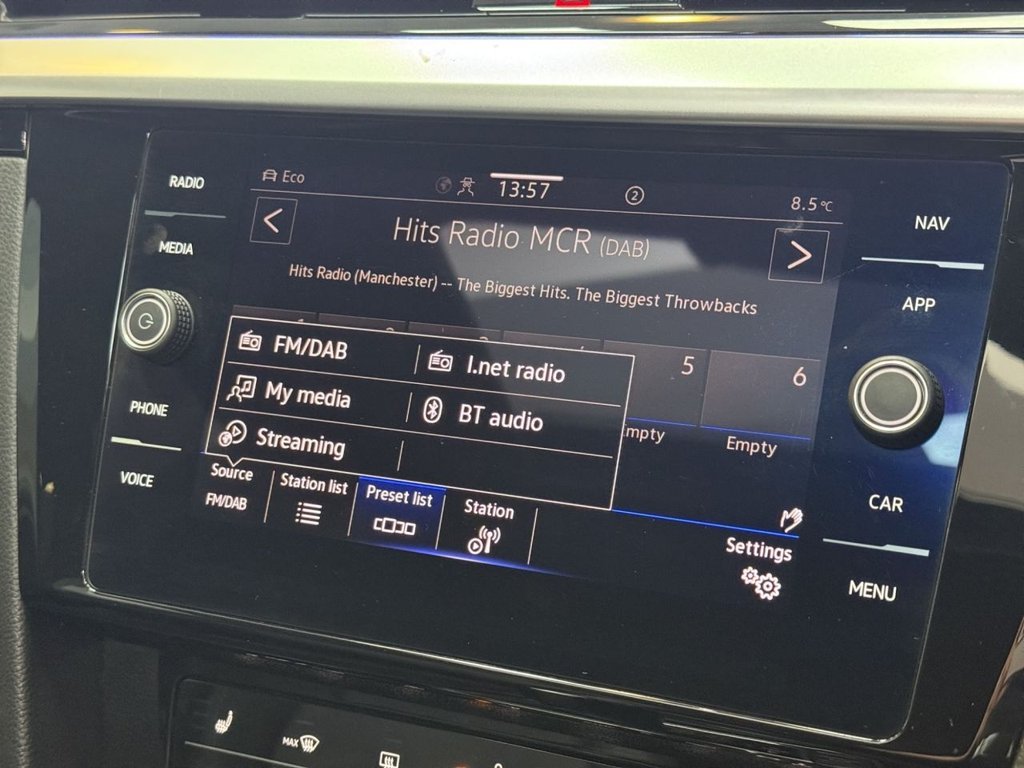 RADIO
MEDIA
PHONE
VOICE
Eco
13:57
2
8.5°C
<
Hits Radio MCR (DAB)
>
Hits Radio (Manchester) -- The Biggest Hits. The Biggest Throwbacks
5
6
Empty
FM/DAB
I.net radio
My media
BT audio
Streaming
Source
FM/DAB
Station list
Preset list
Station
Settings
NAV
APP
CAR
MENU
MAX